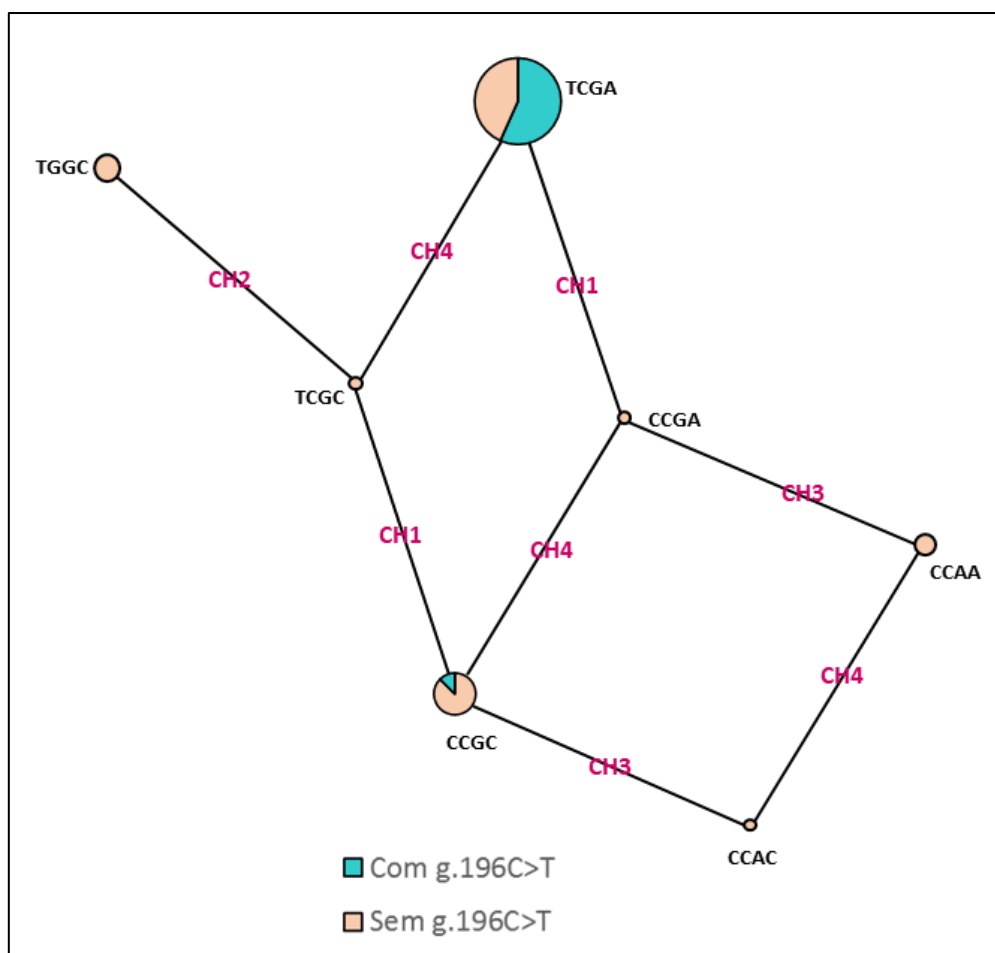 TCGA
TGGC
CH4
CH2
CH1
TCGC
CCGA
CH3
CH1
CH4
CCAA
CH4
CCGC
CH3
CCAC
Com g.196C>T
Sem g.196C>T